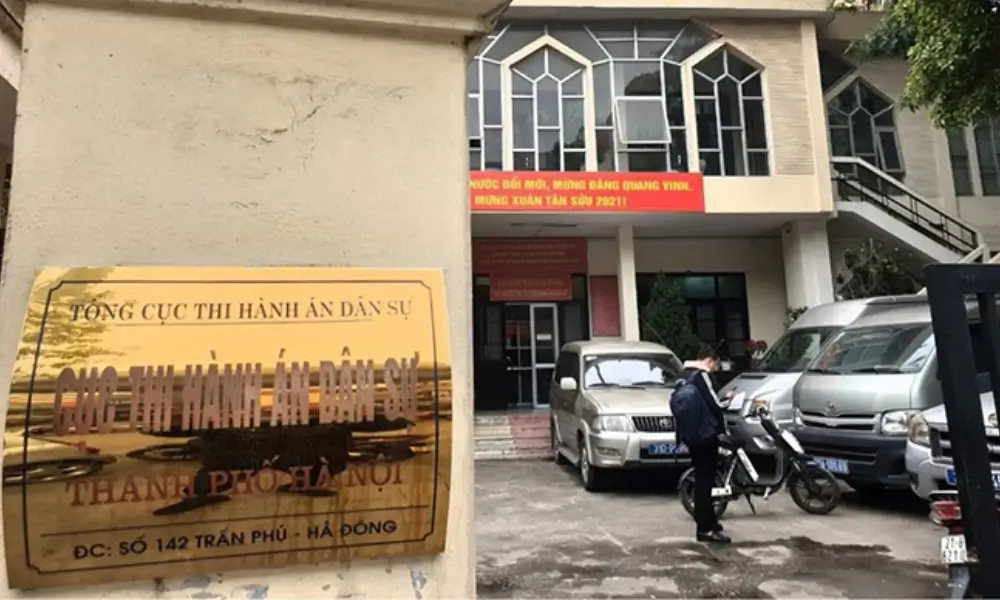 TỔNG CỤC THI HÀNH ÁN DÂN SỰ
CỤC THI HÀNH ÁN DÂN SỰ
THÀNH PHỐ HÀ NỘI
ĐC: SỐ 142 TRẦN PHÚ - HÀ ĐÔNG
NƯỚC ĐỔI MỚI, MỪNG ĐẢNG QUANG VINH,
MỪNG XUÂN TÂN SỬU 2021!